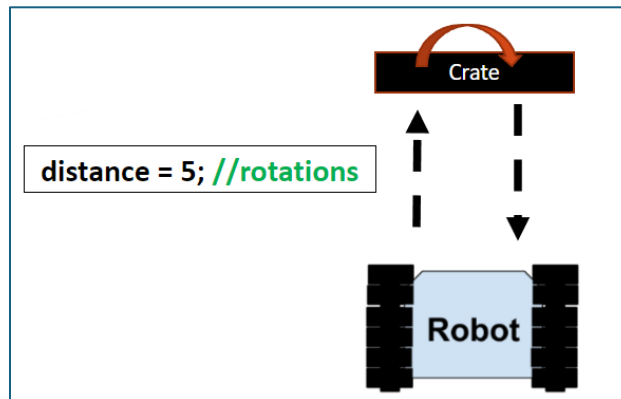 Crate
distance = 5; //rotations
Robot